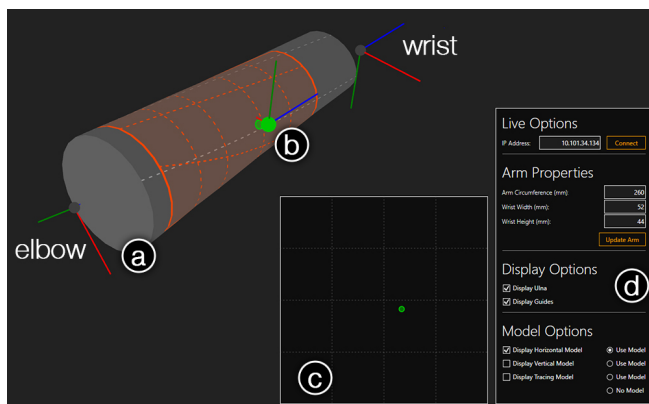 wrist
b
elbow
a
c
Live Options
IP Address: 10.101.34.134 Connect
Arm Properties
Arm Circumference (mm) 260
Wrist Width (mm): 52
Wrist Height (mm): 44
Update Arm
Display Options
Display Ulna
Display Guides
d
Model Options
Display Horizontal Model Use Model
Display Vertical Model Use Model
Display Tracing Model Use Model
No Model